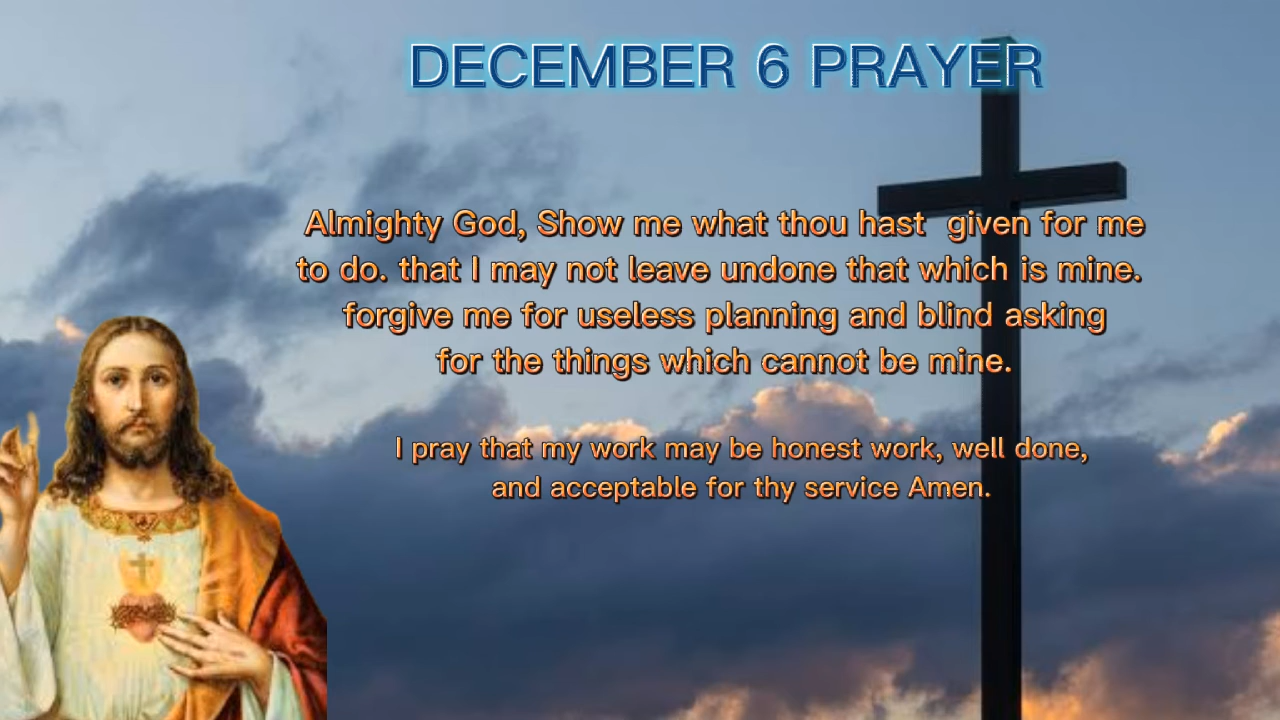 DECEMBER 6 PRAYER
Almighty God, Show me what thou hast given for me
to do. that I may not leave undone that which is mine.
forgive me for useless planning and blind asking
for the things which cannot be mine.
I pray that my work may be honest work, well done,
and acceptable for thy service Amen.